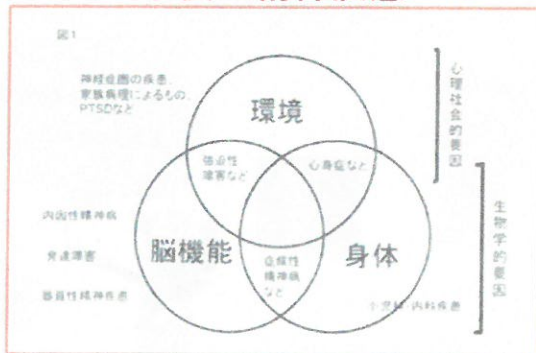 図1
神経症圏の疾患、
家族病理によるもの、
PTSDなど
環境
心理社会的要因
強迫性
障害など
心身症など
内因性精神病
脳機能
身体
生物学的要因
発達障害
症候性
精神病
など
器質性精神疾患
小児科・内科疾患